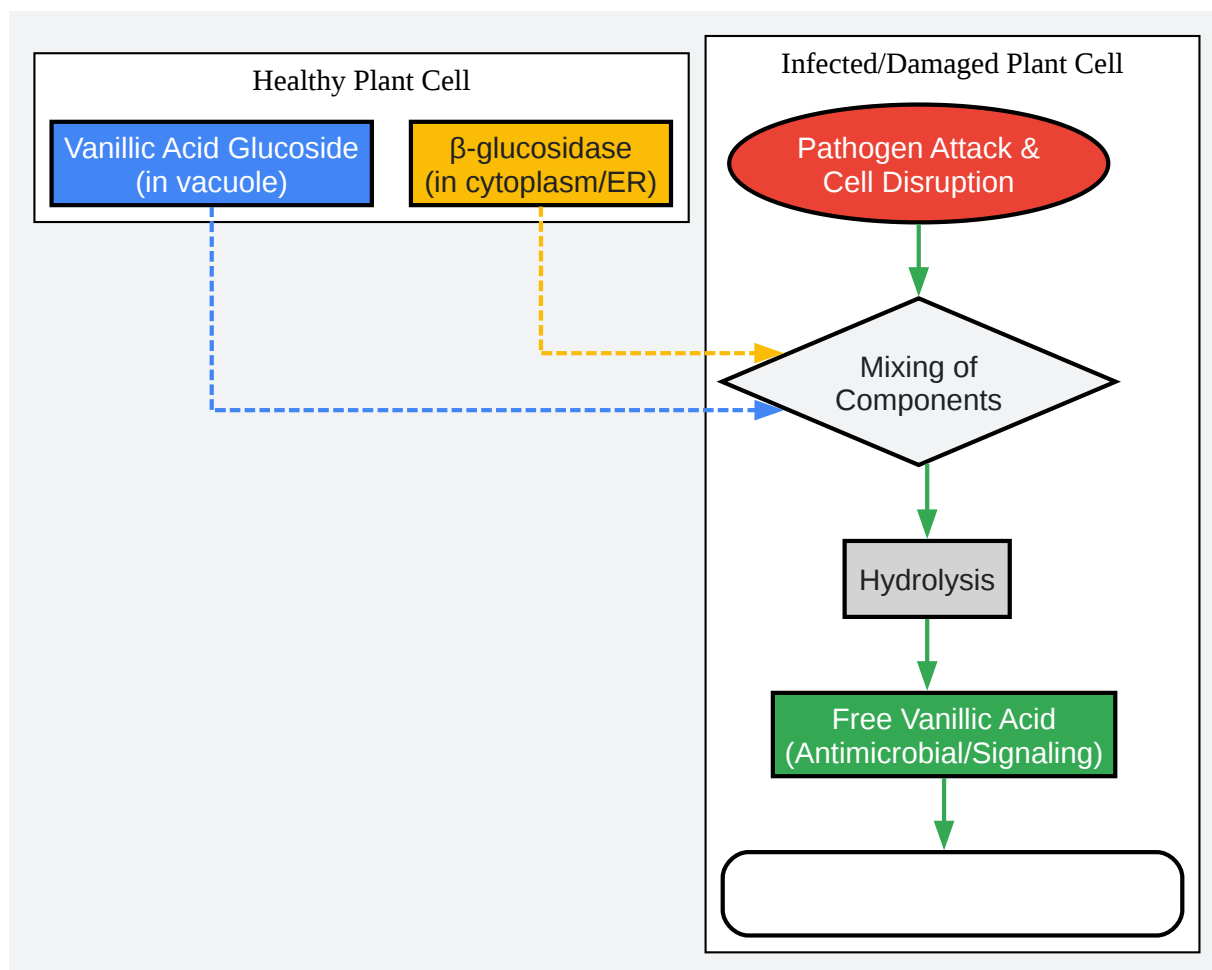 Healthy Plant Cell
Vanillic Acid Glucoside
(in vacuole)
β-glucosidase
(in cytoplasm/ER)
Infected/Damaged Plant Cell
Pathogen Attack &
Cell Disruption
Mixing of
Components
Hydrolysis
Free Vanillic Acid
(Antimicrobial/Signaling)